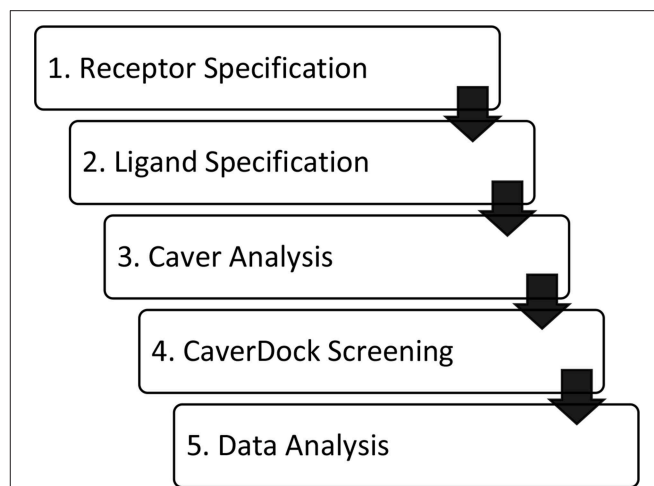 1. Receptor Specification
2. Ligand Specification
3. Caver Analysis
4. CaverDock Screening
5. Data Analysis